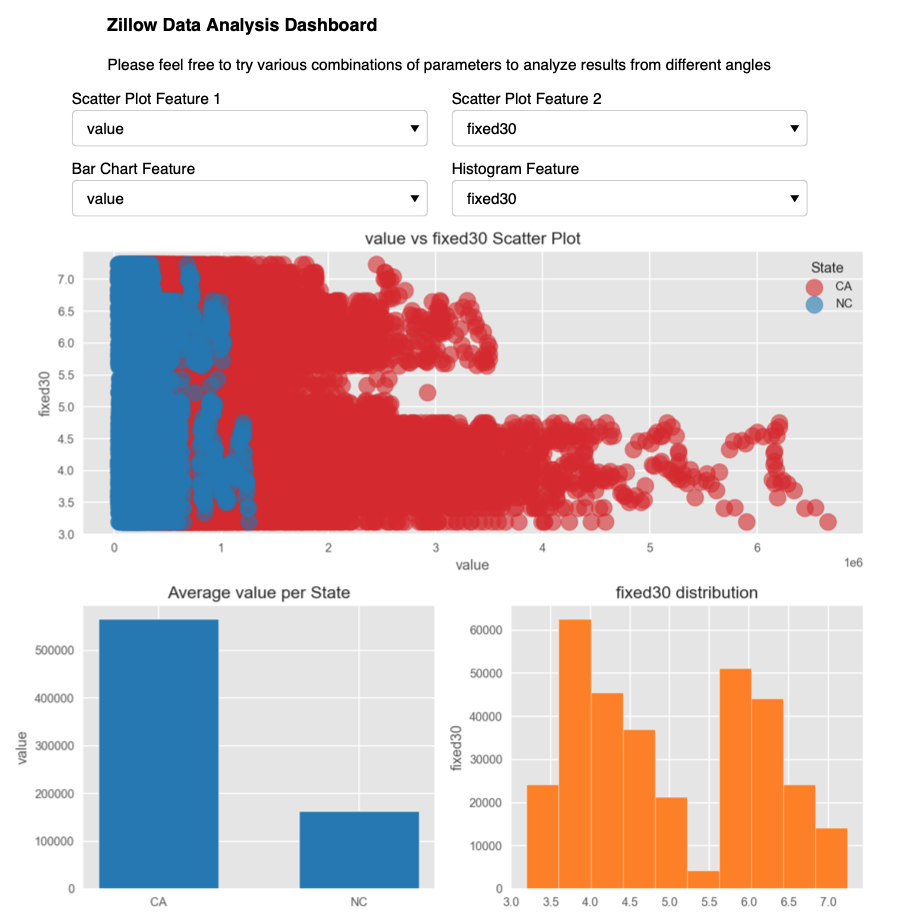 Zillow Data Analysis Dashboard
Please feel free to try various combinations of parameters to analyze results from different angles
Scatter Plot Feature 1
value
Scatter Plot Feature 2
fixed30
Bar Chart Feature
value
Histogram Feature
fixed30
value vs fixed30 Scatter Plot
fixed30
7.0
6.5
6.0
5.5
5.0
4.5
4.0
3.5
3.0
State
CA
NC
0 1 2 3 4 5 6
1e6
value
Average value per State
value
500000
400000
300000
200000
100000
0
CA NC
fixed30 distribution
fixed30
60000
50000
40000
30000
20000
10000
0
3.0 3.5 4.0 4.5 5.0 5.5 6.0 6.5 7.0